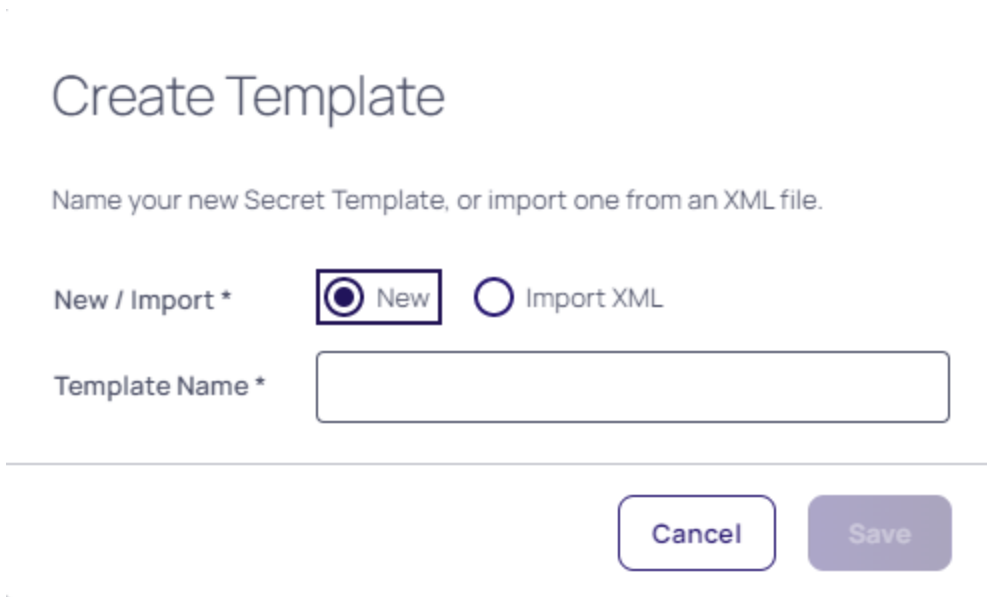 Create Template
Name your new Secret Template, or import one from an XML file.
New / Import * New Import XML
Template Name *
Cancel Save